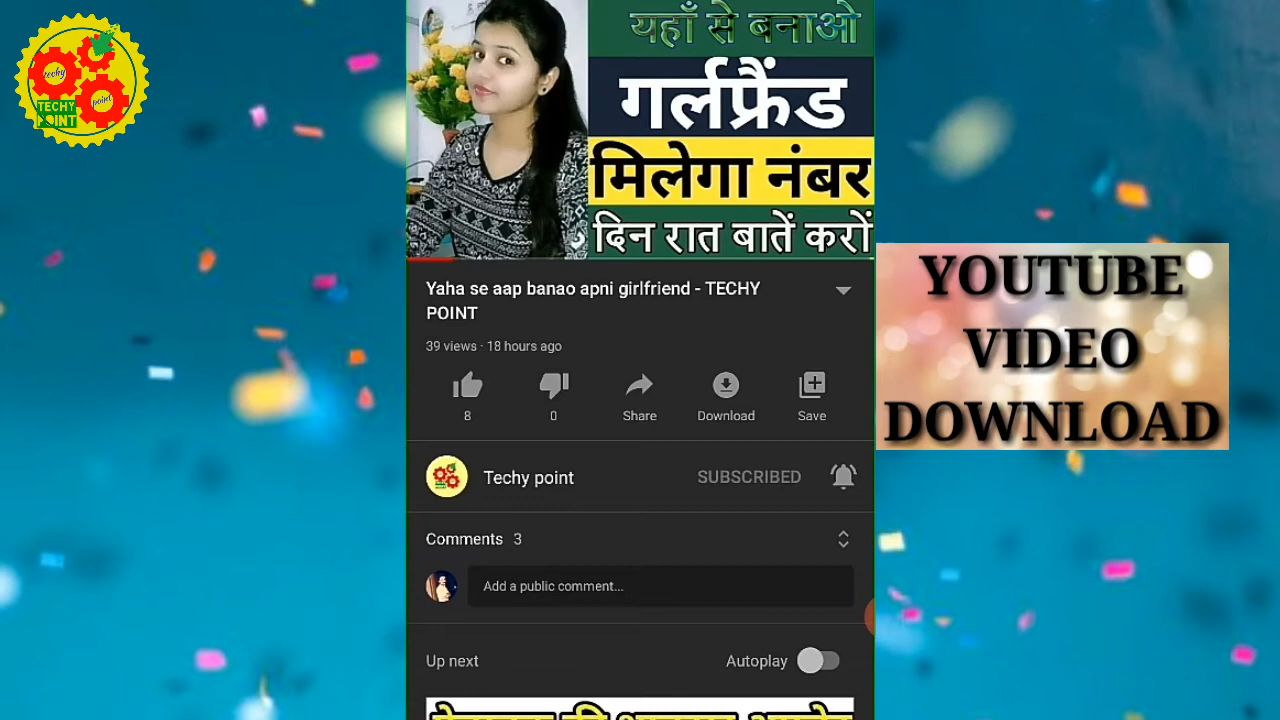 techy
point
TECHY
POINT
यहाँ से बनाओ
गर्लफ्रैंड
मिलेगा नंबर
दिन रात बातें करों
Yaha se aap banao apni girlfriend - TECHY
POINT
39 views · 18 hours ago
8
0
Share
Download
Save
Techy point
SUBSCRIBED
Comments 3
Add a public comment...
Up next
Autoplay
YOUTUBE
VIDEO
DOWNLOAD